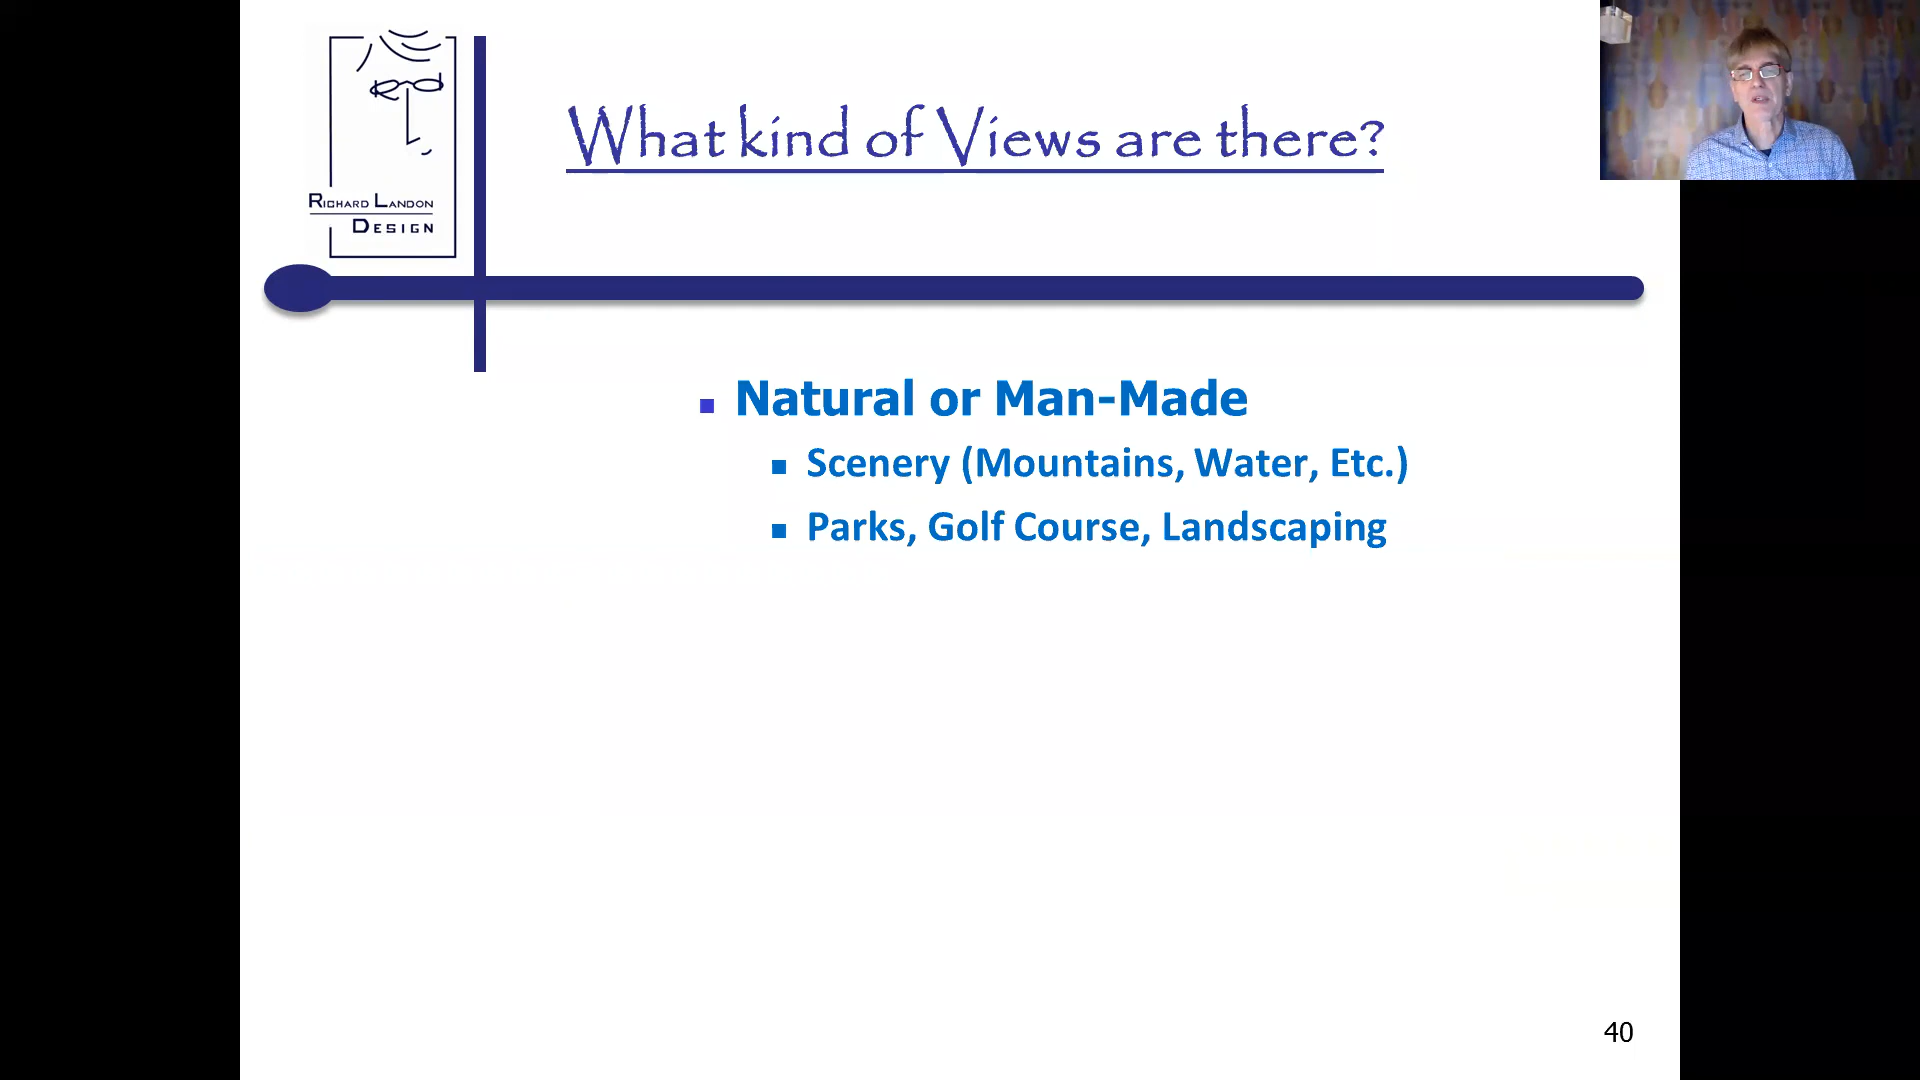 What kind of Views are there?
RICHARD LANDON
DESIGN
Natural or Man-Made
Scenery (Mountains, Water, Etc.)
Parks, Golf Course, Landscaping
40